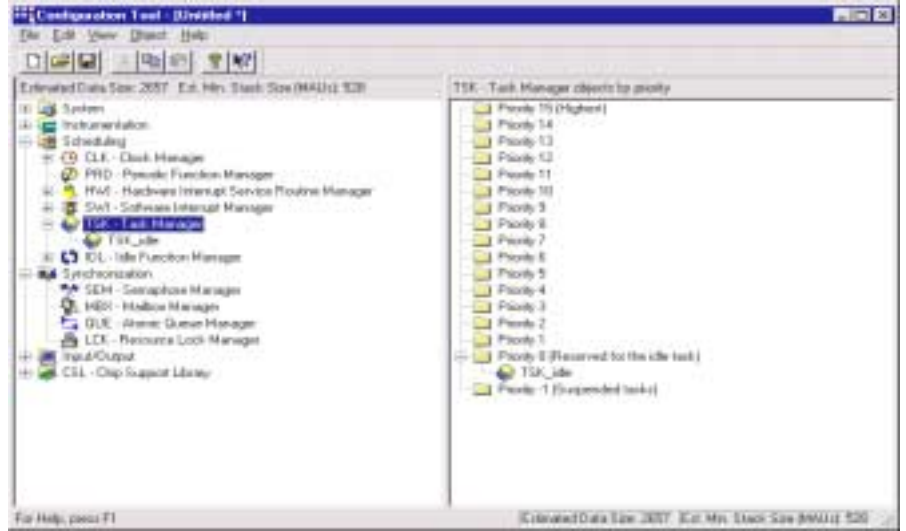 Configuration Tool - [Untitled *]
File Edit View Object Help
Estimated Data Size: 2657 Est. Min. Stack Size (MAUs): 528
System
Instrumentation
Scheduling
CLK - Clock Manager
PRD - Periodic Function Manager
HWI - Hardware Interrupt Service Routine Manager
SWI - Software Interrupt Manager
TSK - Task Manager
TSK_idle
IDL - Idle Function Manager
Synchronization
SEM - Semaphore Manager
MBX - Mailbox Manager
QUE - Atomic Queue Manager
LCK - Resource Lock Manager
Input/Output
CSL - Chip Support Library
TSK - Task Manager objects by priority
Priority 15 (Highest)
Priority 14
Priority 13
Priority 12
Priority 11
Priority 10
Priority 9
Priority 8
Priority 7
Priority 6
Priority 5
Priority 4
Priority 3
Priority 2
Priority 1
Priority 0 (Reserved for the idle task)
TSK_idle
Priority -1 (Suspended tasks)
For Help, press F1
Estimated Data Size: 2657 Est. Min. Stack Size (MAUs): 528